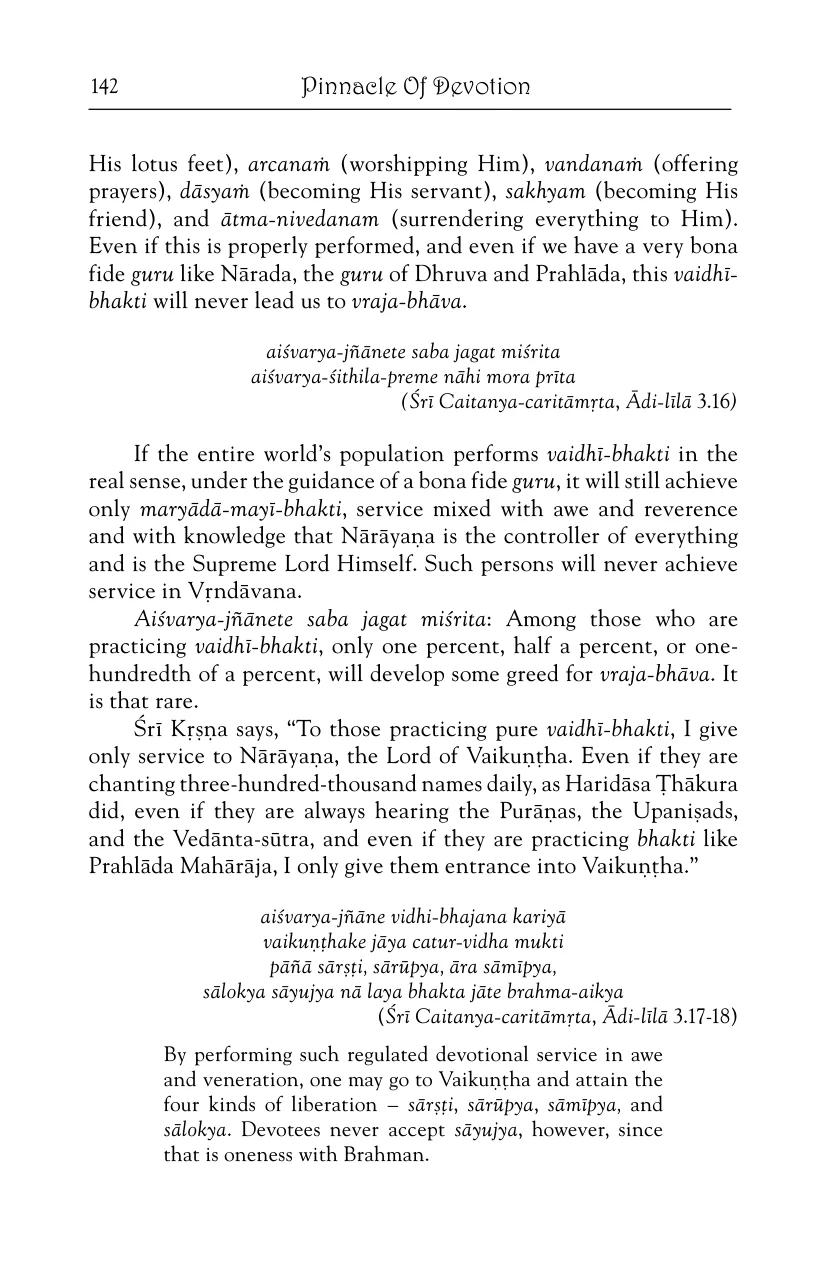 142 Pinnacle Of Devotion
His lotus feet), arcanaṁ (worshipping Him), vandanaṁ (offering
prayers), dāsyaṁ (becoming His servant), sakhyam (becoming His
friend), and ātma-nivedanam (surrendering everything to Him).
Even if this is properly performed, and even if we have a very bona
fide guru like Nārada, the guru of Dhruva and Prahlāda, this vaidhī-
bhakti will never lead us to vraja-bhāva.
aiśvarya-jñānete saba jagat miśrita
aiśvarya-śithila-preme nāhi mora prīta
(Śrī Caitanya-caritāmṛta, Ādi-līlā 3.16)
If the entire world’s population performs vaidhī-bhakti in the
real sense, under the guidance of a bona fide guru, it will still achieve
only maryādā-mayī-bhakti, service mixed with awe and reverence
and with knowledge that Nārāyaṇa is the controller of everything
and is the Supreme Lord Himself. Such persons will never achieve
service in Vṛndāvana.
Aiśvarya-jñānete saba jagat miśrita: Among those who are
practicing vaidhī-bhakti, only one percent, half a percent, or one-
hundredth of a percent, will develop some greed for vraja-bhāva. It
is that rare.
Śrī Kṛṣṇa says, “To those practicing pure vaidhī-bhakti, I give
only service to Nārāyaṇa, the Lord of Vaikuṇṭha. Even if they are
chanting three-hundred-thousand names daily, as Haridāsa Ṭhākura
did, even if they are always hearing the Purāṇas, the Upaniṣads,
and the Vedānta-sūtra, and even if they are practicing bhakti like
Prahlāda Mahārāja, I only give them entrance into Vaikuṇṭha.”
aiśvarya-jñāne vidhi-bhajana kariyā
vaikuṇṭhake jāya catur-vidha mukti
pāñā sārṣṭi, sārūpya, āra sāmīpya,
sālokya sāyujya nā laya bhakta jāte brahma-aikya
(Śrī Caitanya-caritāmṛta, Ādi-līlā 3.17-18)
By performing such regulated devotional service in awe
and veneration, one may go to Vaikuṇṭha and attain the
four kinds of liberation – sārṣṭi, sārūpya, sāmīpya, and
sālokya. Devotees never accept sāyujya, however, since
that is oneness with Brahman.